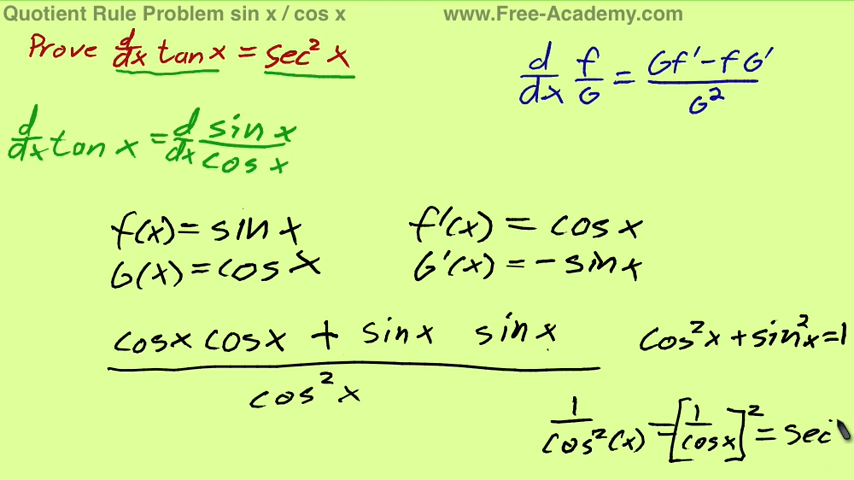 Quotient Rule Problem sin x / cos x www.Free-Academy.com
Prove d/dx tan x = sec² x
d/dx f/G = (Gf' - fG')/G²
d/dx tan x = d/dx sin x/cos x
f(x) = sin x f'(x) = cos x
G(x) = cos x G'(x) = - sin x
cos x cos x + sin x sin x
cos² x
cos² x + sin² x = 1
1/cos²(x) = [1/cos x]² = sec